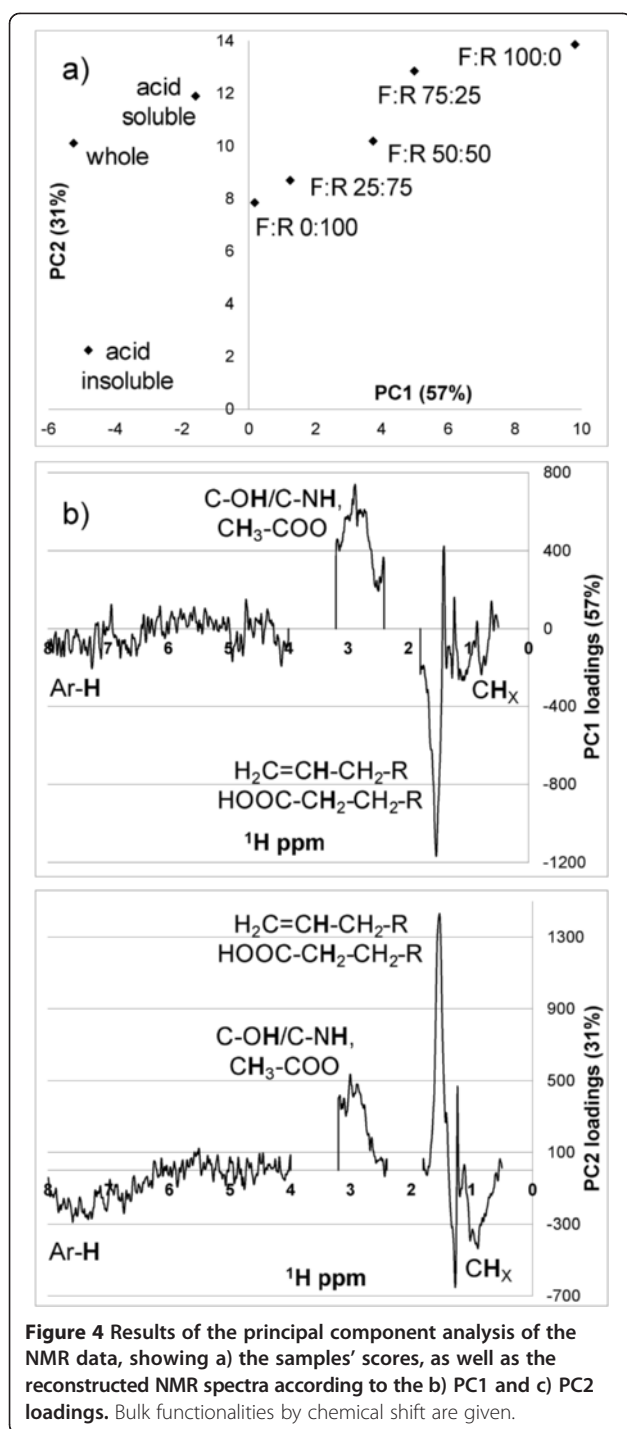 a)
14
12
10
8
6
4
2
0
-6 -4 -2 0 2 4 6 8 10
PC2 (31%)
PC1 (57%)
acid
soluble
whole
acid
insoluble
F:R 100:0
F:R 75:25
F:R 50:50
F:R 25:75
F:R 0:100
b)
C-OH/C-NH,
CH3-COO
800
400
0
-400
-800
-1200
PC1 loadings (57%)
8 7 6 5 4 3 2 1 0
Ar-H
CHX
H2C=CH-CH2-R
HOOC-CH2-CH2-R
1H ppm
H2C=CH-CH2-R
HOOC-CH2-CH2-R
C-OH/C-NH,
CH3-COO
1300
900
500
100
-300
-700
PC2 loadings (31%)
8 7 6 5 4 3 2 1 0
Ar-H
CHX
1H ppm
Figure 4 Results of the principal component analysis of the
NMR data, showing a) the samples' scores, as well as the
reconstructed NMR spectra according to the b) PC1 and c) PC2
loadings. Bulk functionalities by chemical shift are given.